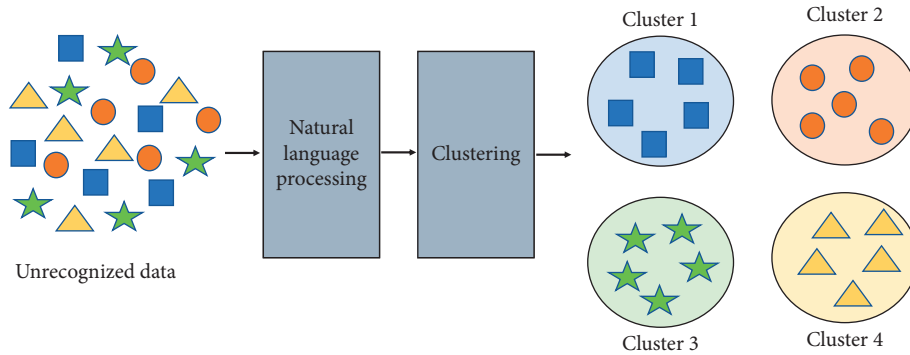 Cluster 1
Cluster 2
Natural
language
processing
Clustering
Unrecognized data
Cluster 3
Cluster 4